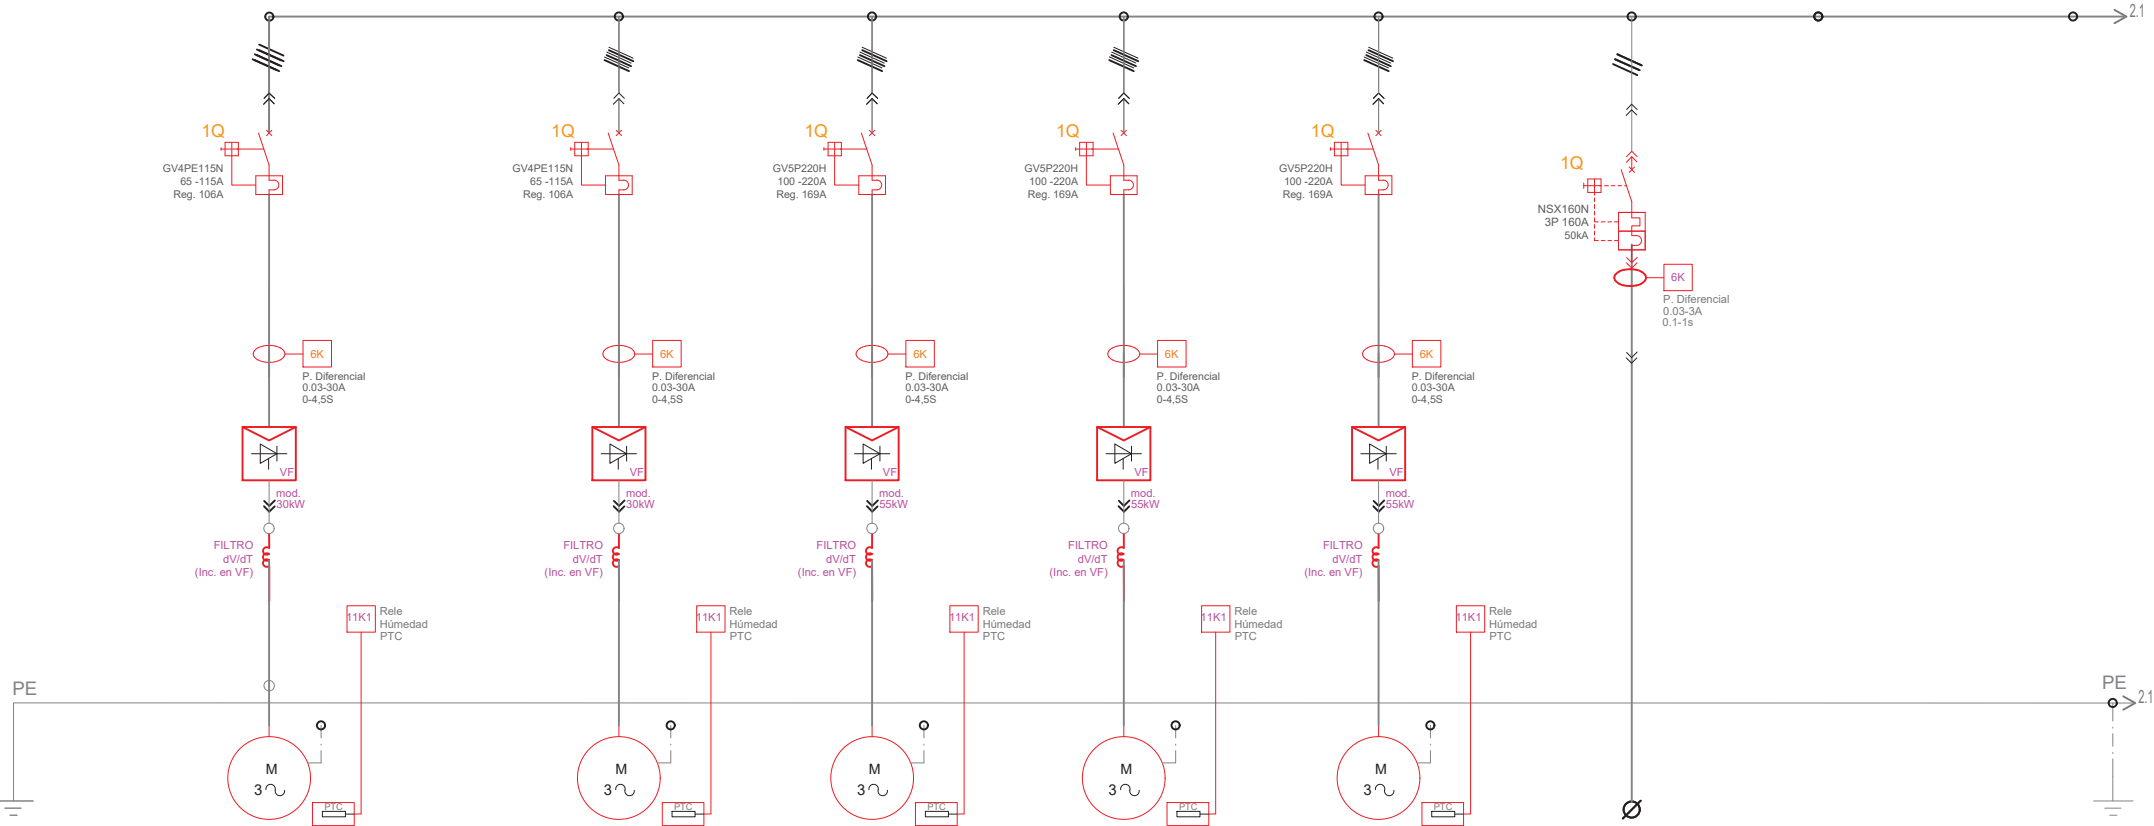 2.1
1Q
GV4PE115N
65 -115A
Reg. 106A
1Q
GV4PE115N
65 -115A
Reg. 106A
1Q
GV5P220H
100 -220A
Reg. 169A
1Q
GV5P220H
100 -220A
Reg. 169A
1Q
GV5P220H
100 -220A
Reg. 169A
1Q
NSX160N
3P 160A
50kA
6K
P. Diferencial
0.03-3A
0.1-1s
6K
P. Diferencial
0.03-30A
0-4,5S
6K
P. Diferencial
0.03-30A
0-4,5S
6K
P. Diferencial
0.03-30A
0-4,5S
6K
P. Diferencial
0.03-30A
0-4,5S
6K
P. Diferencial
0.03-30A
0-4,5S
VF
mod.
30kW
VF
mod.
30kW
VF
mod.
55kW
VF
mod.
55kW
VF
mod.
55kW
FILTRO
dV/dT
(Inc. en VF)
FILTRO
dV/dT
(Inc. en VF)
FILTRO
dV/dT
(Inc. en VF)
FILTRO
dV/dT
(Inc. en VF)
FILTRO
dV/dT
(Inc. en VF)
11K1
Rele
Húmedad
PTC
11K1
Rele
Húmedad
PTC
11K1
Rele
Húmedad
PTC
11K1
Rele
Húmedad
PTC
11K1
Rele
Húmedad
PTC
PE
PE
2.1
M
3
PTC
M
3
PTC
M
3
PTC
M
3
PTC
M
3
PTC